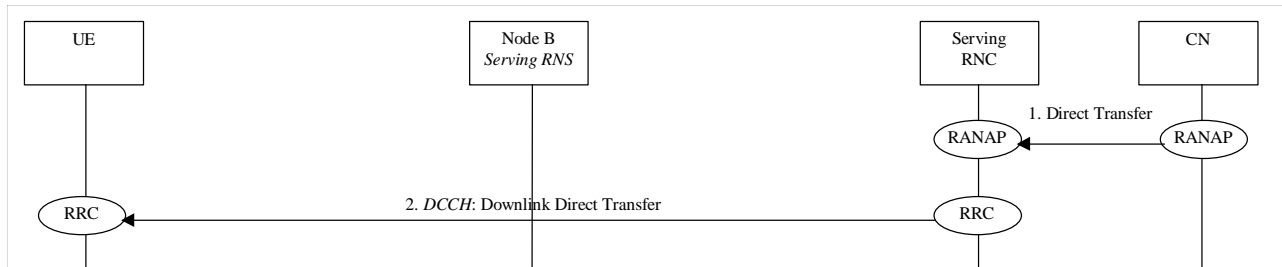 UE
Node B
Serving RNS
Serving
RNC
CN
1. Direct Transfer
RANAP
RANAP
2. DCCH: Downlink Direct Transfer
RRC
RRC